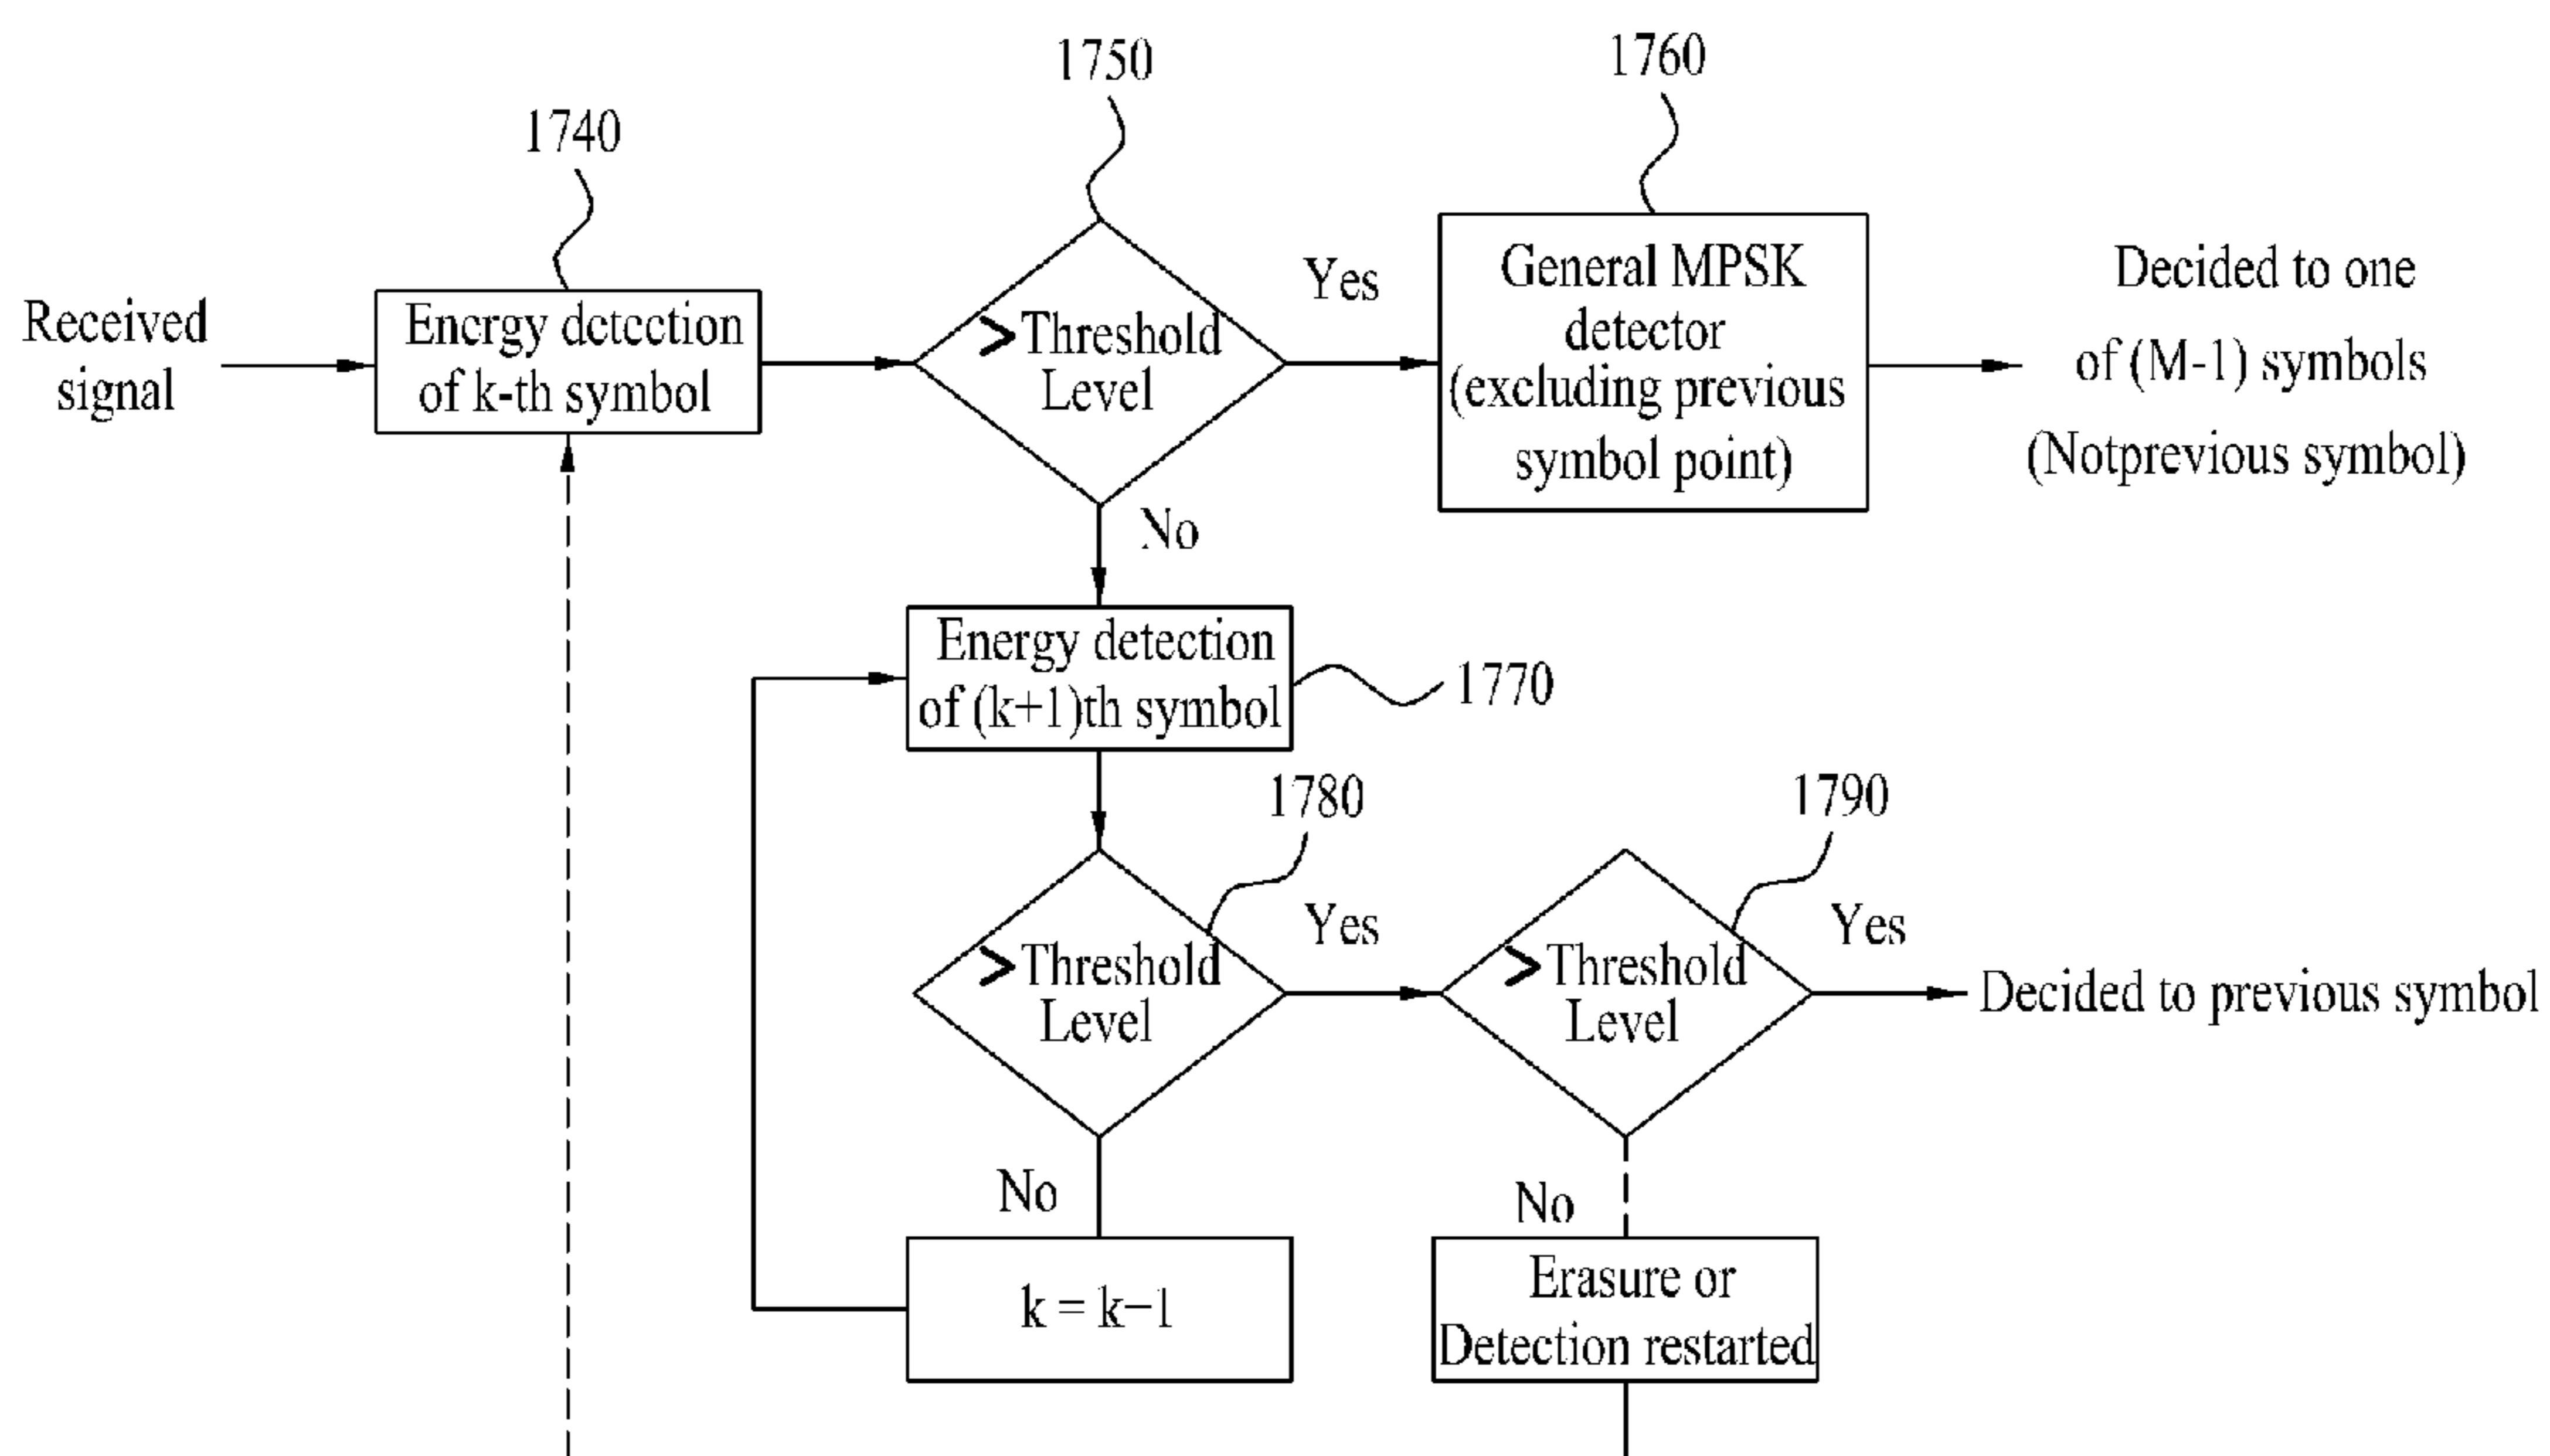 1740
1750
1760
Received
signal
Energy detection
of k-th symbol
>Threshold
Level
Yes
General MPSK
detector
(excluding previous
symbol point)
Decided to one
of (M-1) symbols
(Notprevious symbol)
No
Energy detection
of (k+1)th symbol
1770
1780
1790
>Threshold
Level
Yes
>Threshold
Level
Yes
Decided to previous symbol
No
No
k = k−1
Erasure or
Detection restarted